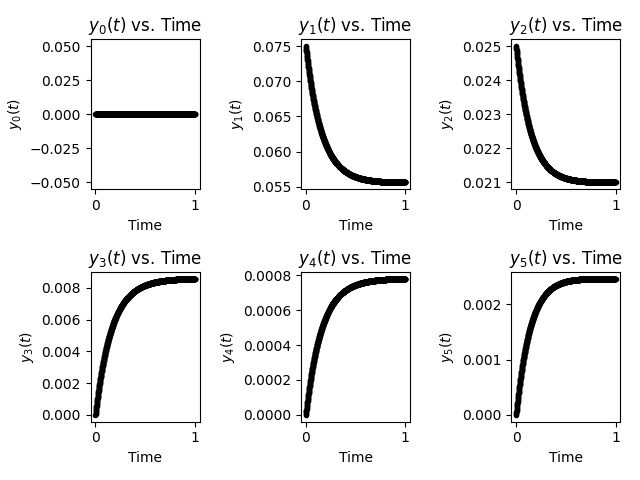 y₀(t) vs. Time
y₀(t)
0.050
0.025
0.000
−0.025
−0.050
0 1
Time
y₁(t) vs. Time
y₁(t)
0.075
0.070
0.065
0.060
0.055
0 1
Time
y₂(t) vs. Time
y₂(t)
0.025
0.024
0.023
0.022
0.021
0 1
Time
y₃(t) vs. Time
y₃(t)
0.008
0.006
0.004
0.002
0.000
0 1
Time
y₄(t) vs. Time
y₄(t)
0.0008
0.0006
0.0004
0.0002
0.0000
0 1
Time
y₅(t) vs. Time
y₅(t)
0.002
0.001
0.000
0 1
Time